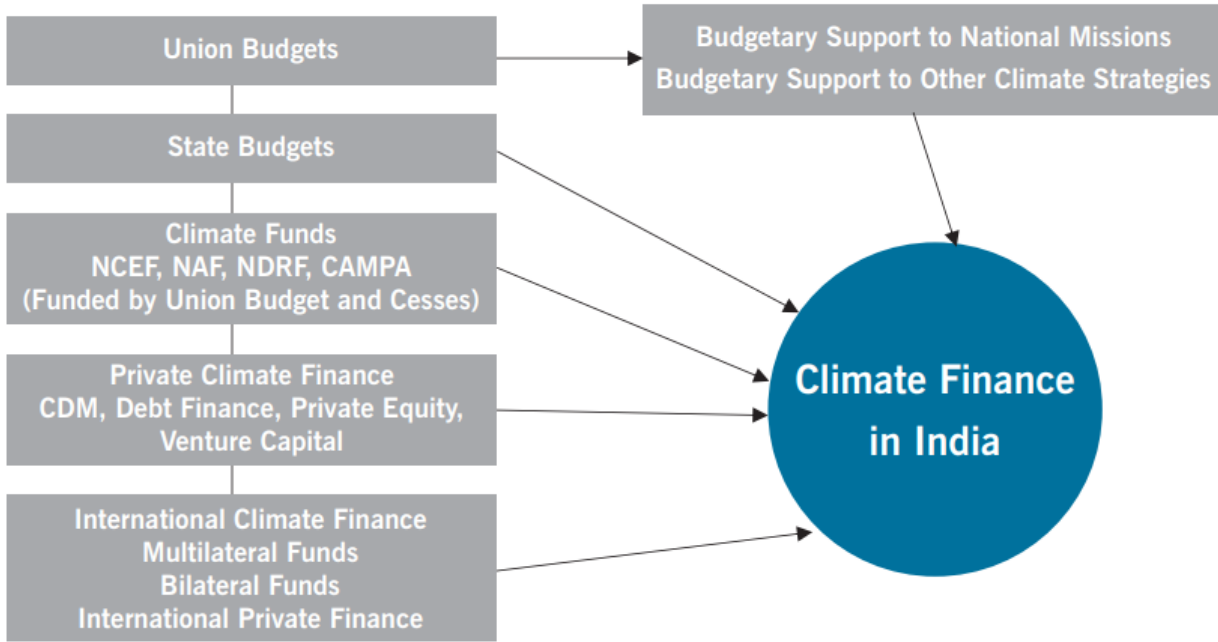 Union Budgets
Budgetary Support to National Missions
Budgetary Support to Other Climate Strategies
State Budgets
Climate Funds
NCEF, NAF, NDRF, CAMPA
(Funded by Union Budget and Cesses)
Private Climate Finance
CDM, Debt Finance, Private Equity,
Venture Capital
International Climate Finance
Multilateral Funds
Bilateral Funds
International Private Finance
Climate Finance
in India